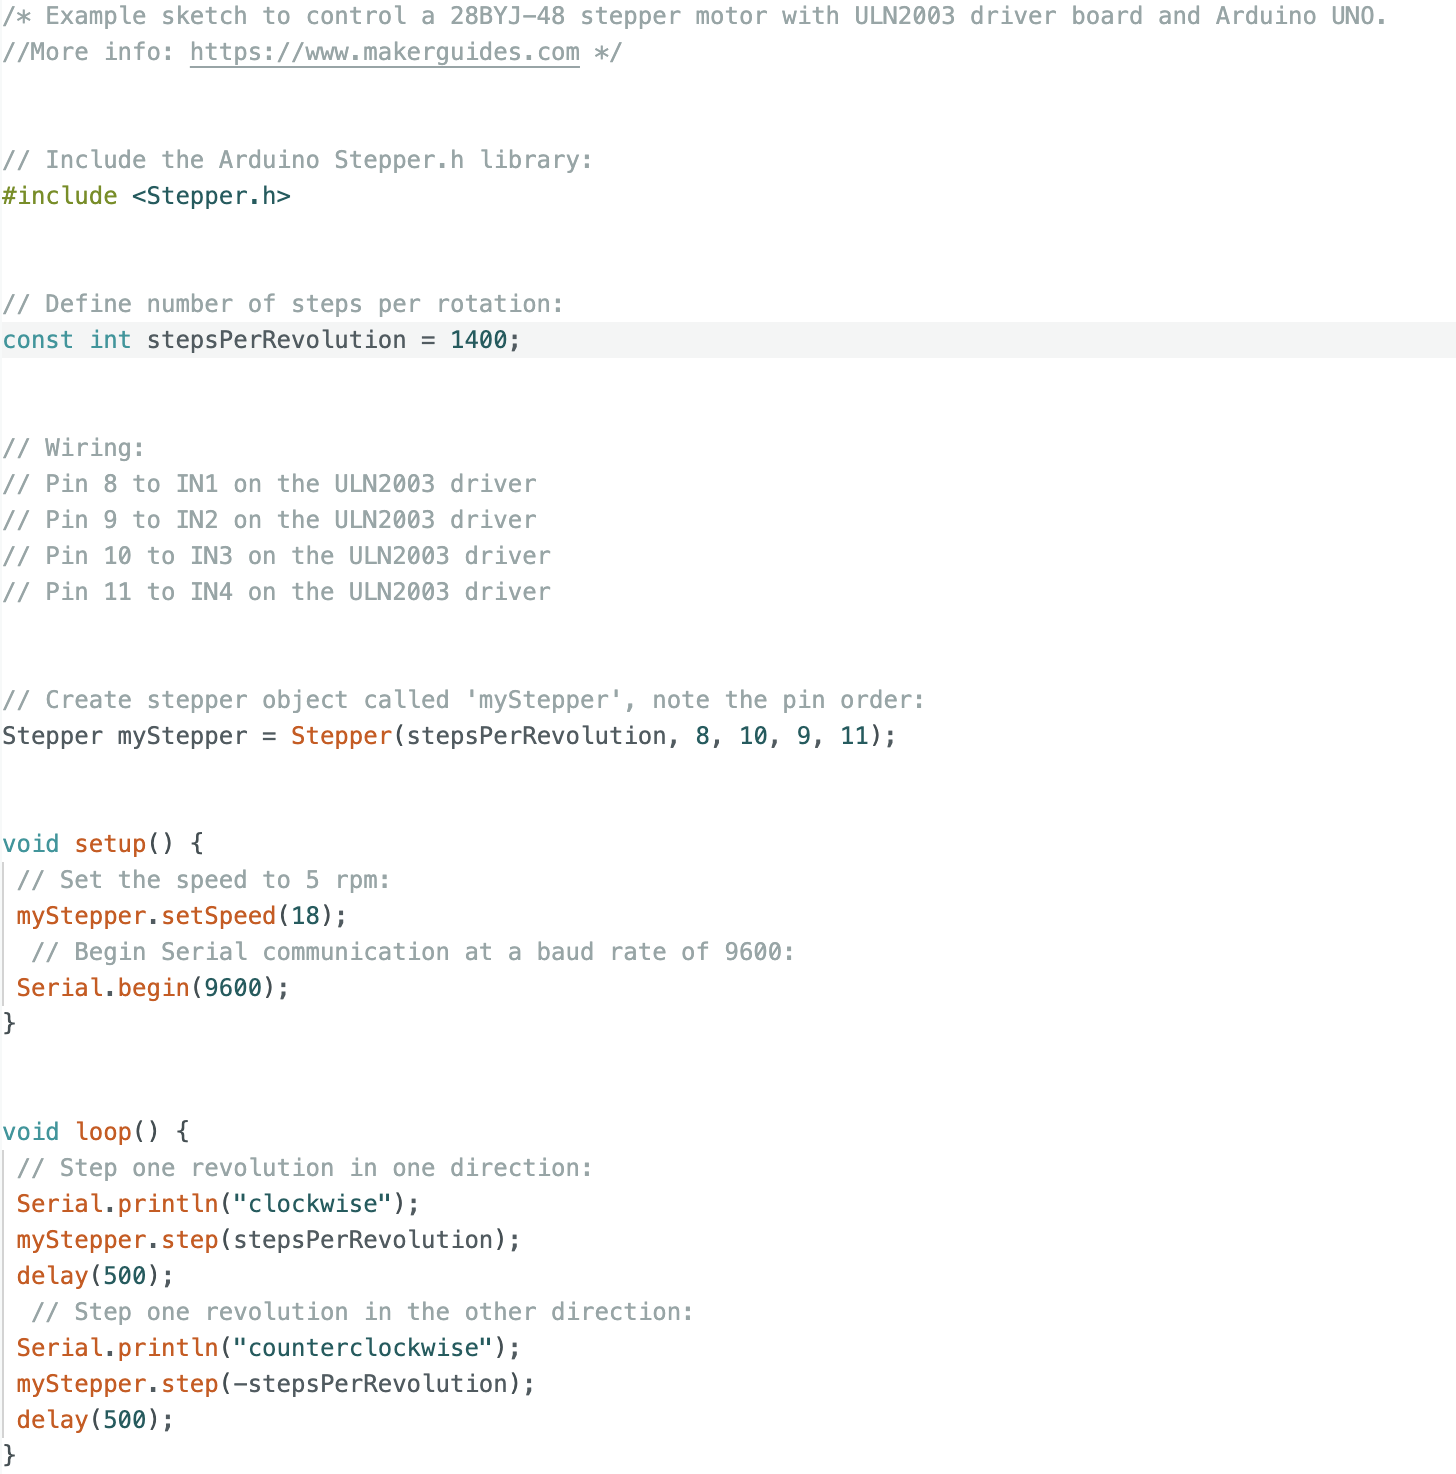 /* Example sketch to control a 28BYJ-48 stepper motor with ULN2003 driver board and Arduino UNO.
//More info: https://www.makerguides.com */
// Include the Arduino Stepper.h library:
#include <Stepper.h>
// Define number of steps per rotation:
const int stepsPerRevolution = 1400;
// Wiring:
// Pin 8 to IN1 on the ULN2003 driver
// Pin 9 to IN2 on the ULN2003 driver
// Pin 10 to IN3 on the ULN2003 driver
// Pin 11 to IN4 on the ULN2003 driver
// Create stepper object called 'myStepper', note the pin order:
Stepper myStepper = Stepper(stepsPerRevolution, 8, 10, 9, 11);
void setup() {
// Set the speed to 5 rpm:
myStepper.setSpeed(18);
// Begin Serial communication at a baud rate of 9600:
Serial.begin(9600);
}
void loop() {
// Step one revolution in one direction:
Serial.println("clockwise");
myStepper.step(stepsPerRevolution);
delay(500);
// Step one revolution in the other direction:
Serial.println("counterclockwise");
myStepper.step(-stepsPerRevolution);
delay(500);
}